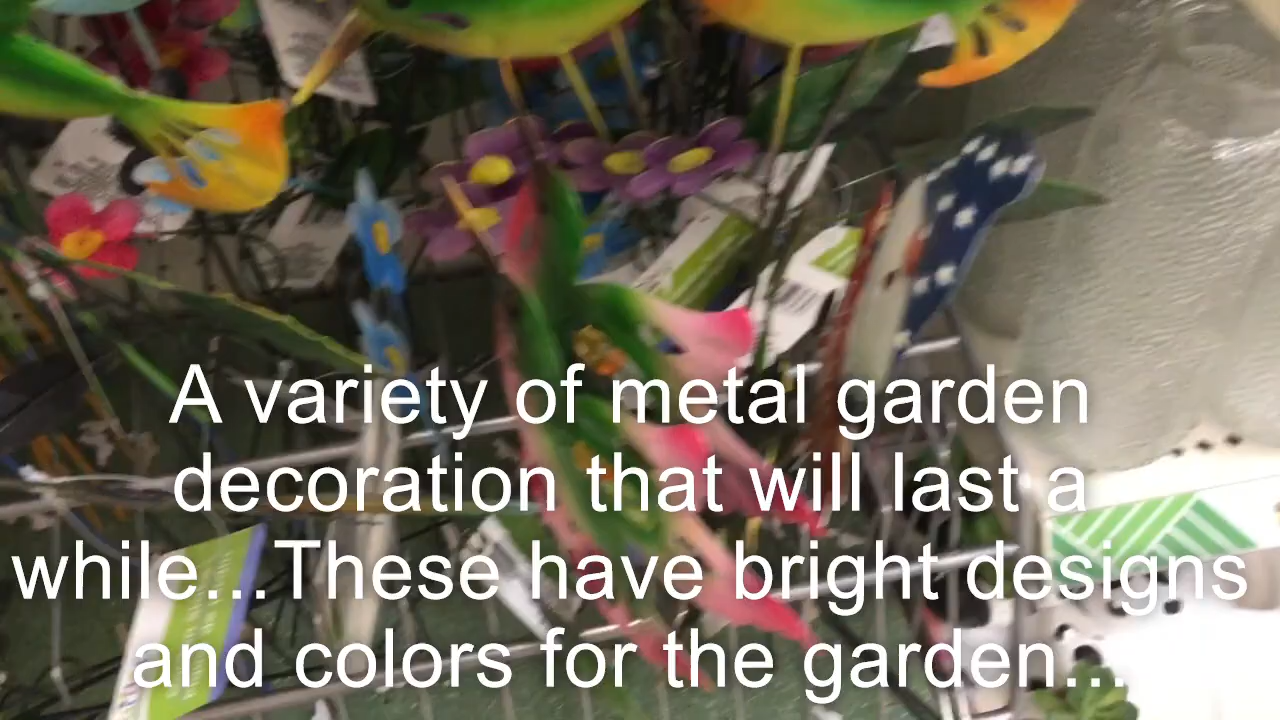 A variety of metal garden
decoration that will last a
while...These have bright designs
and colors for the garden...